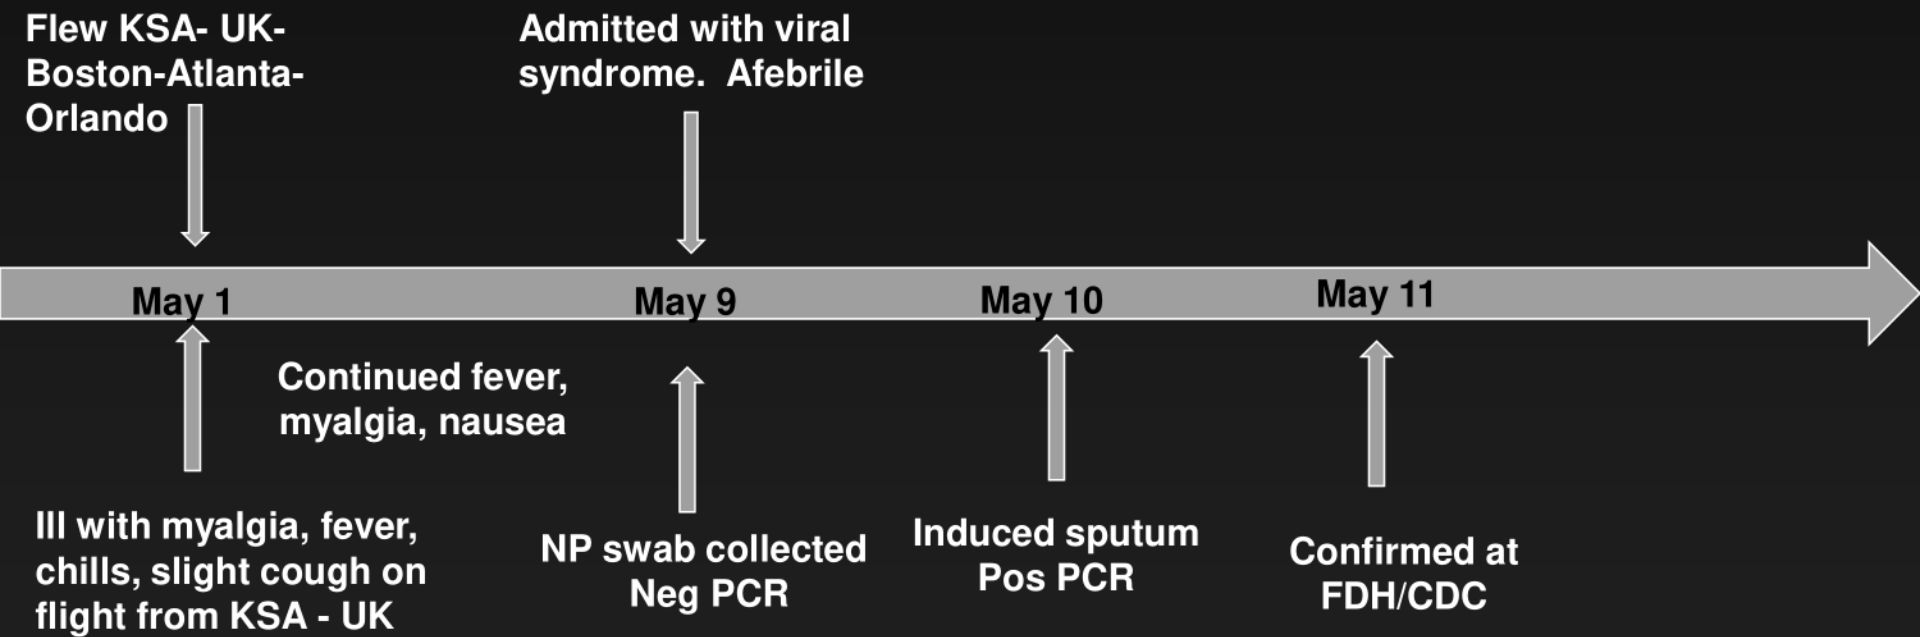 Flew KSA- UK-
Boston-Atlanta-
Orlando
Admitted with viral
syndrome.  Afebrile
May 1
May 9
May 10
May 11
Continued fever,
myalgia, nausea
Ill with myalgia, fever,
chills, slight cough on
flight from KSA - UK
NP swab collected
Neg PCR
Induced sputum
Pos PCR
Confirmed at
FDH/CDC